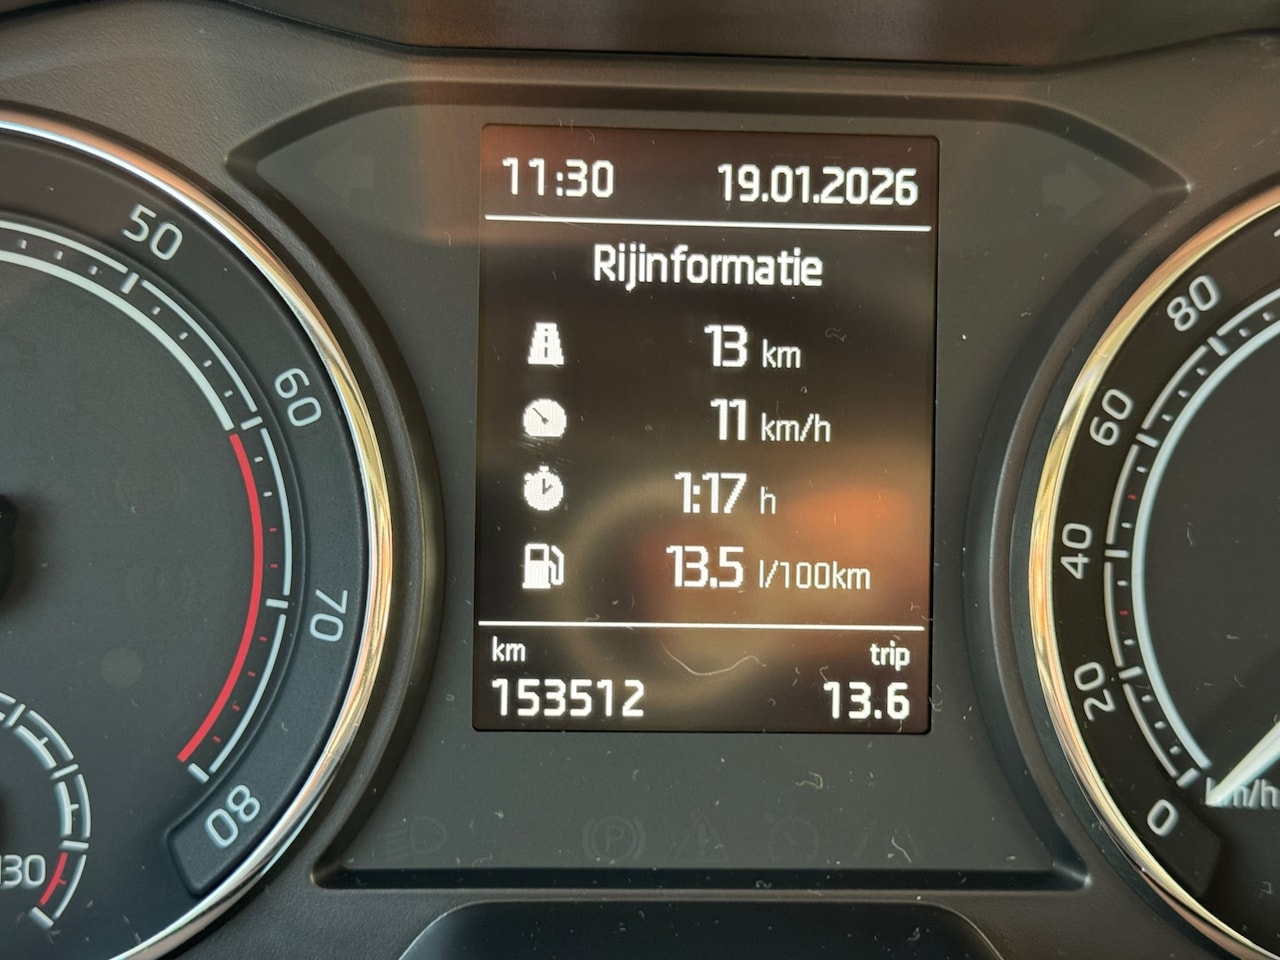 11:30 19.01.2026
Rijinformatie
13 km
11 km/h
1:17 h
13.5 l/100km
km trip
153512 13.6
50
60
70
80
130
80
60
40
20
0
km/h